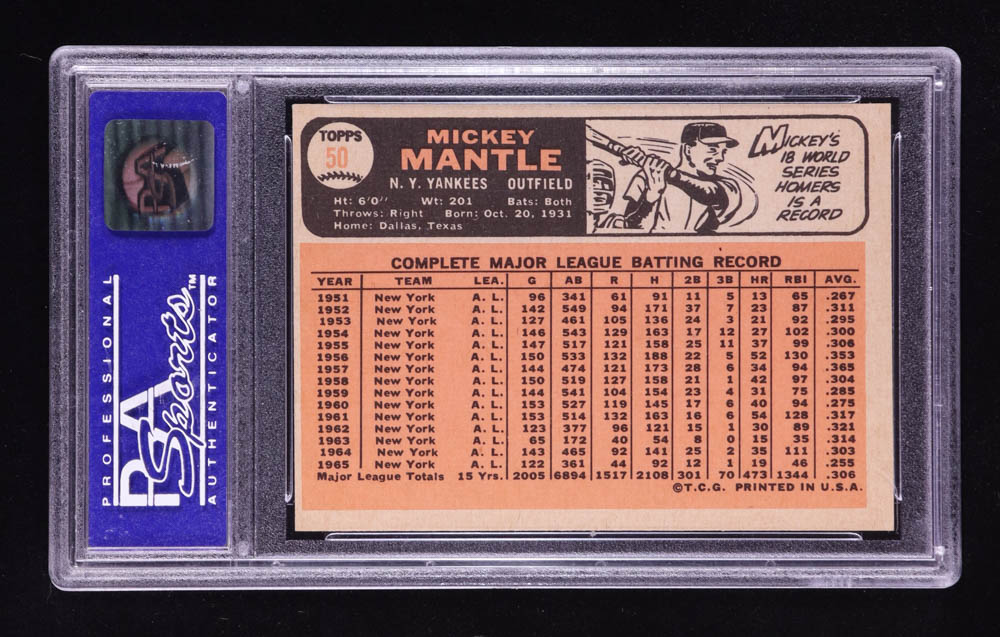 TOPPS
50
MICKEY
MANTLE
N. Y. YANKEES OUTFIELD
Ht: 6'0" Wt: 201 Bats: Both
Throws: Right Born: Oct. 20, 1931
Home: Dallas, Texas
MICKEY'S
18 WORLD
SERIES
HOMERS
IS A
RECORD
COMPLETE MAJOR LEAGUE BATTING RECORD
YEAR TEAM LEA. G AB R H 2B 3B HR RBI AVG.
1951 New York A. L. 96 341 61 91 11 5 13 65 .267
1952 New York A. L. 142 549 94 171 37 7 23 87 .311
1953 New York A. L. 127 461 105 136 24 3 21 92 .295
1954 New York A. L. 146 543 129 163 17 12 27 102 .300
1955 New York A. L. 147 517 121 158 25 11 37 99 .306
1956 New York A. L. 150 533 132 188 22 5 52 130 .353
1957 New York A. L. 144 474 121 173 28 6 34 94 .365
1958 New York A. L. 150 519 127 158 21 1 42 97 .304
1959 New York A. L. 144 541 104 154 23 4 31 75 .285
1960 New York A. L. 153 527 119 145 17 6 40 94 .275
1961 New York A. L. 153 514 132 163 16 6 54 128 .317
1962 New York A. L. 123 377 96 121 15 1 30 89 .321
1963 New York A. L. 65 172 40 54 8 0 15 35 .314
1964 New York A. L. 143 465 92 141 25 2 35 111 .303
1965 New York A. L. 122 361 44 92 12 1 19 46 .255
Major League Totals 15 Yrs. 2005 6894 1517 2108 301 70 473 1344 .306
©T.C.G. PRINTED IN U.S.A.
PROFESSIONAL
PSA
Sports™
AUTHENTICATOR
PSA